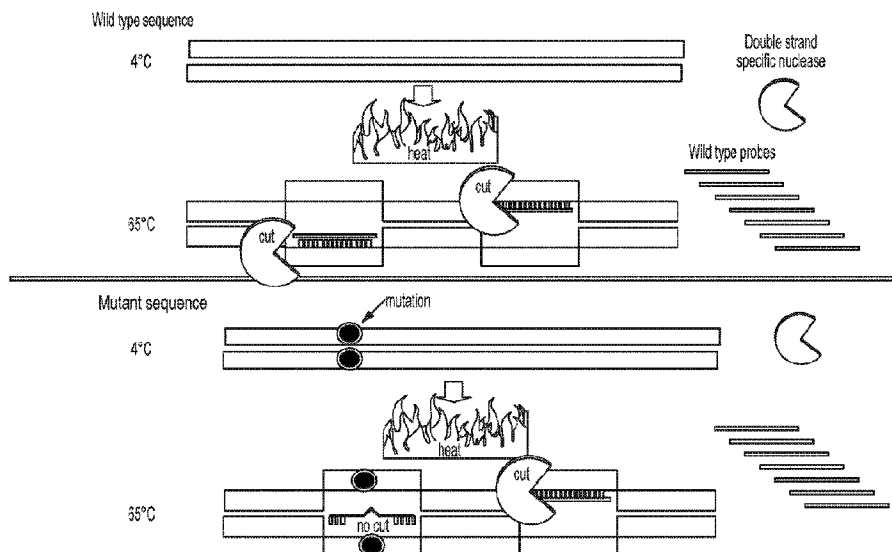 Wild type sequence
4°C
Double strand
specific nuclease
heat
Wild type probes
cut
65°C
cut
Mutant sequence
mutation
4°C
heat
cut
65°C
no cut